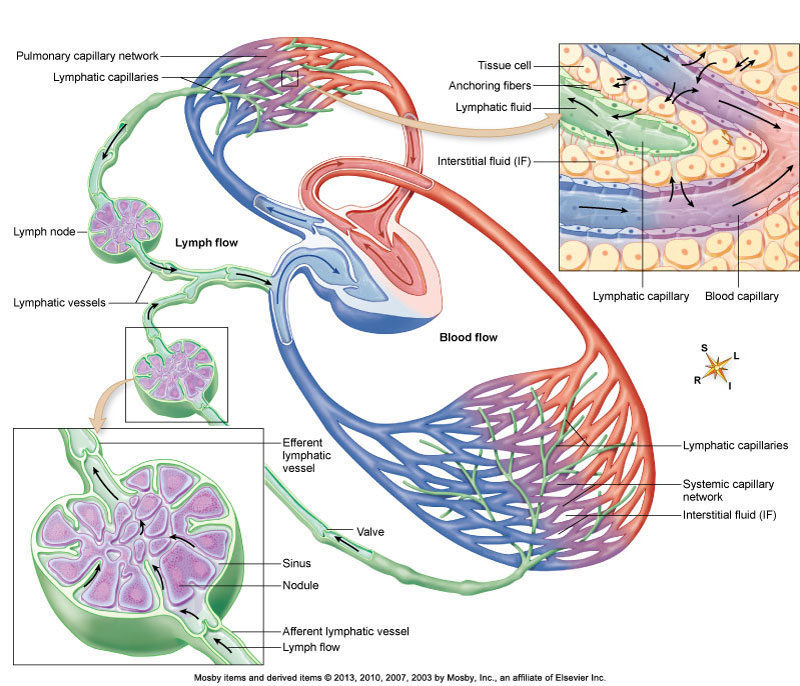 Pulmonary capillary network
Lymphatic capillaries
Tissue cell
Anchoring fibers
Lymphatic fluid
Interstitial fluid (IF)
Lymph node
Lymph flow
Lymphatic vessels
Lymphatic capillary
Blood capillary
Blood flow
S
L
R
I
Efferent
lymphatic
vessel
Lymphatic capillaries
Systemic capillary
network
Interstitial fluid (IF)
Valve
Sinus
Nodule
Afferent lymphatic vessel
Lymph flow
Mosby items and derived items © 2013, 2010, 2007, 2003 by Mosby, Inc., an affiliate of Elsevier Inc.